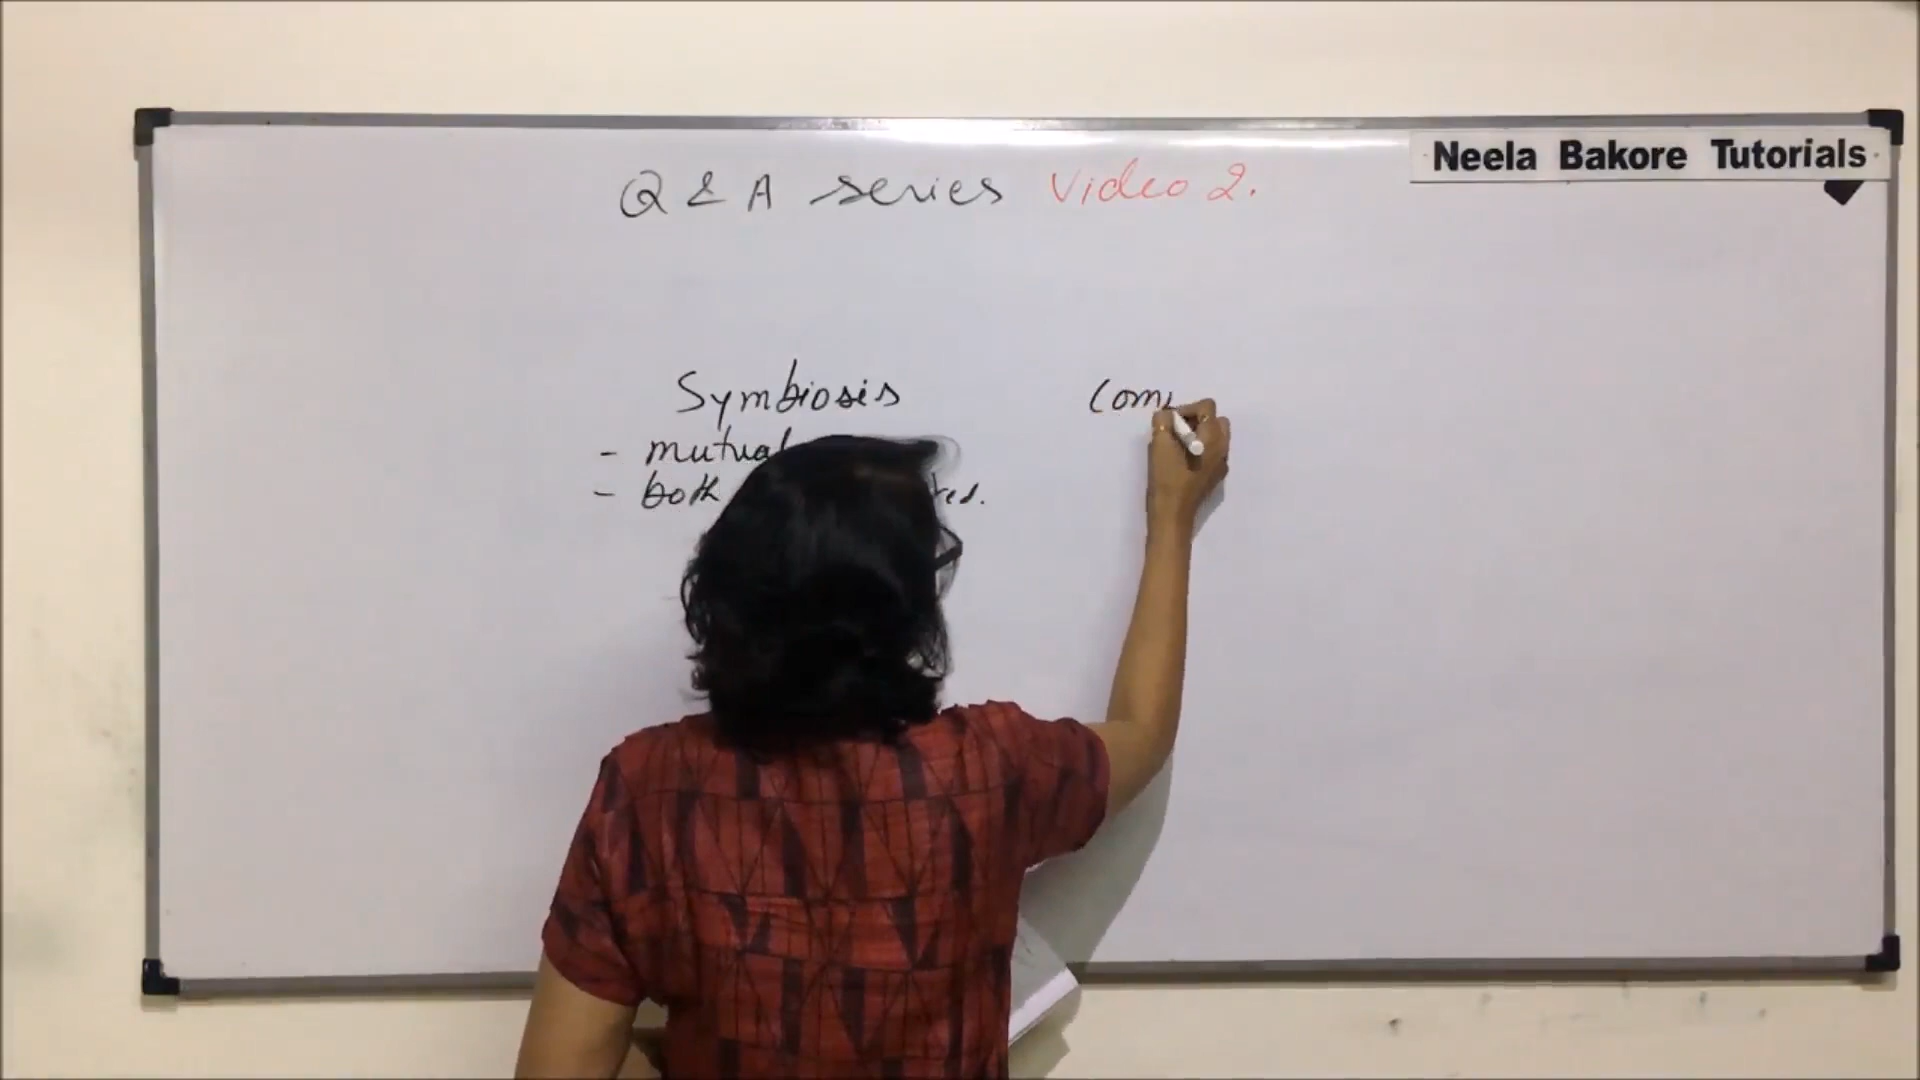 Neela Bakore Tutorials
Q & A series Video 2.
Symbiosis
- mutual
- both